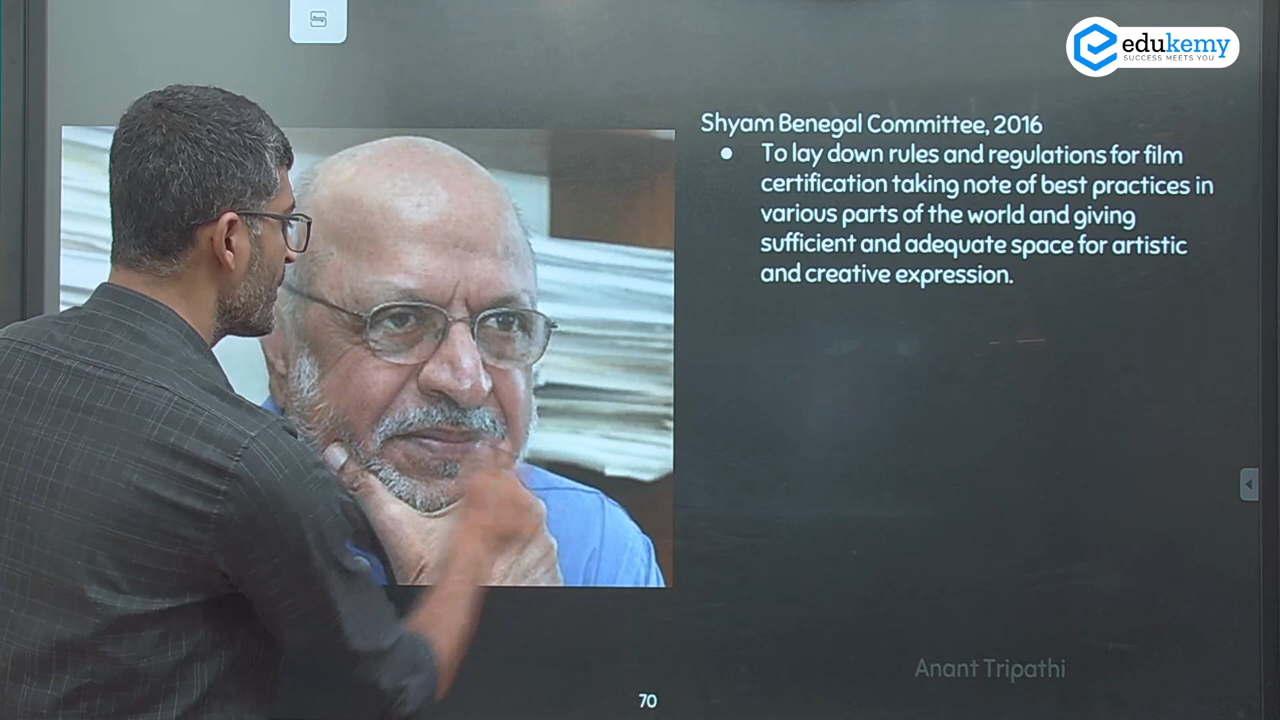 edukemy
SUCCESS MEETS YOU
Shyam Benegal Committee, 2016
● To lay down rules and regulations for film
certification taking note of best practices in
various parts of the world and giving
sufficient and adequate space for artistic
and creative expression.
Anant Tripathi
70